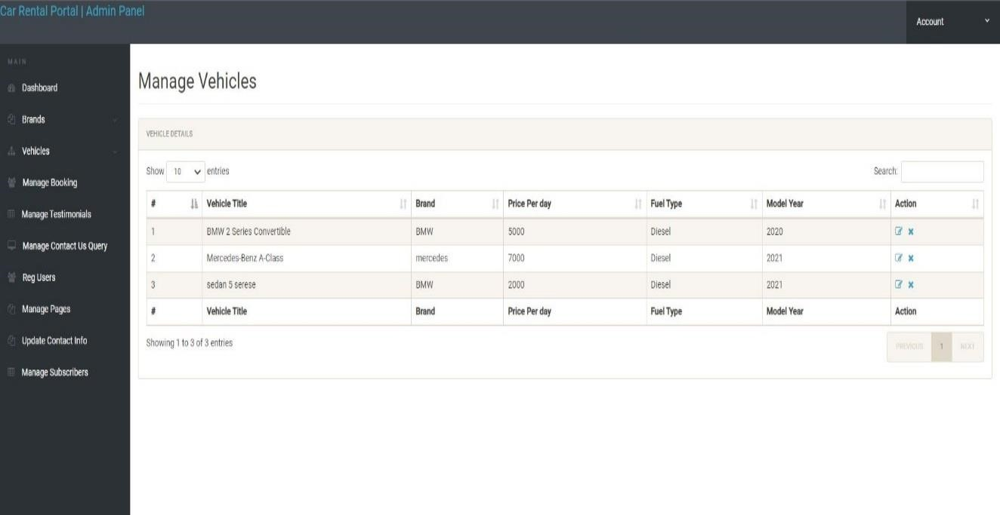 Car Rental Portal | Admin Panel
Account
MAIN
Dashboard
Brands
Vehicles
Manage Booking
Manage Testimonials
Manage Contact Us Query
Reg Users
Manage Pages
Update Contact Info
Manage Subscribers
Manage Vehicles
VEHICLE DETAILS
Show 10 entries Search:
# Vehicle Title Brand Price Per day Fuel Type Model Year Action
1 BMW 2 Series Convertible BMW 5000 Diesel 2020
2 Mercedes-Benz A-Class mercedes 7000 Diesel 2021
3 sedan 5 serese BMW 2000 Diesel 2021
# Vehicle Title Brand Price Per day Fuel Type Model Year Action
Showing 1 to 3 of 3 entries PREVIOUS 1 NEXT